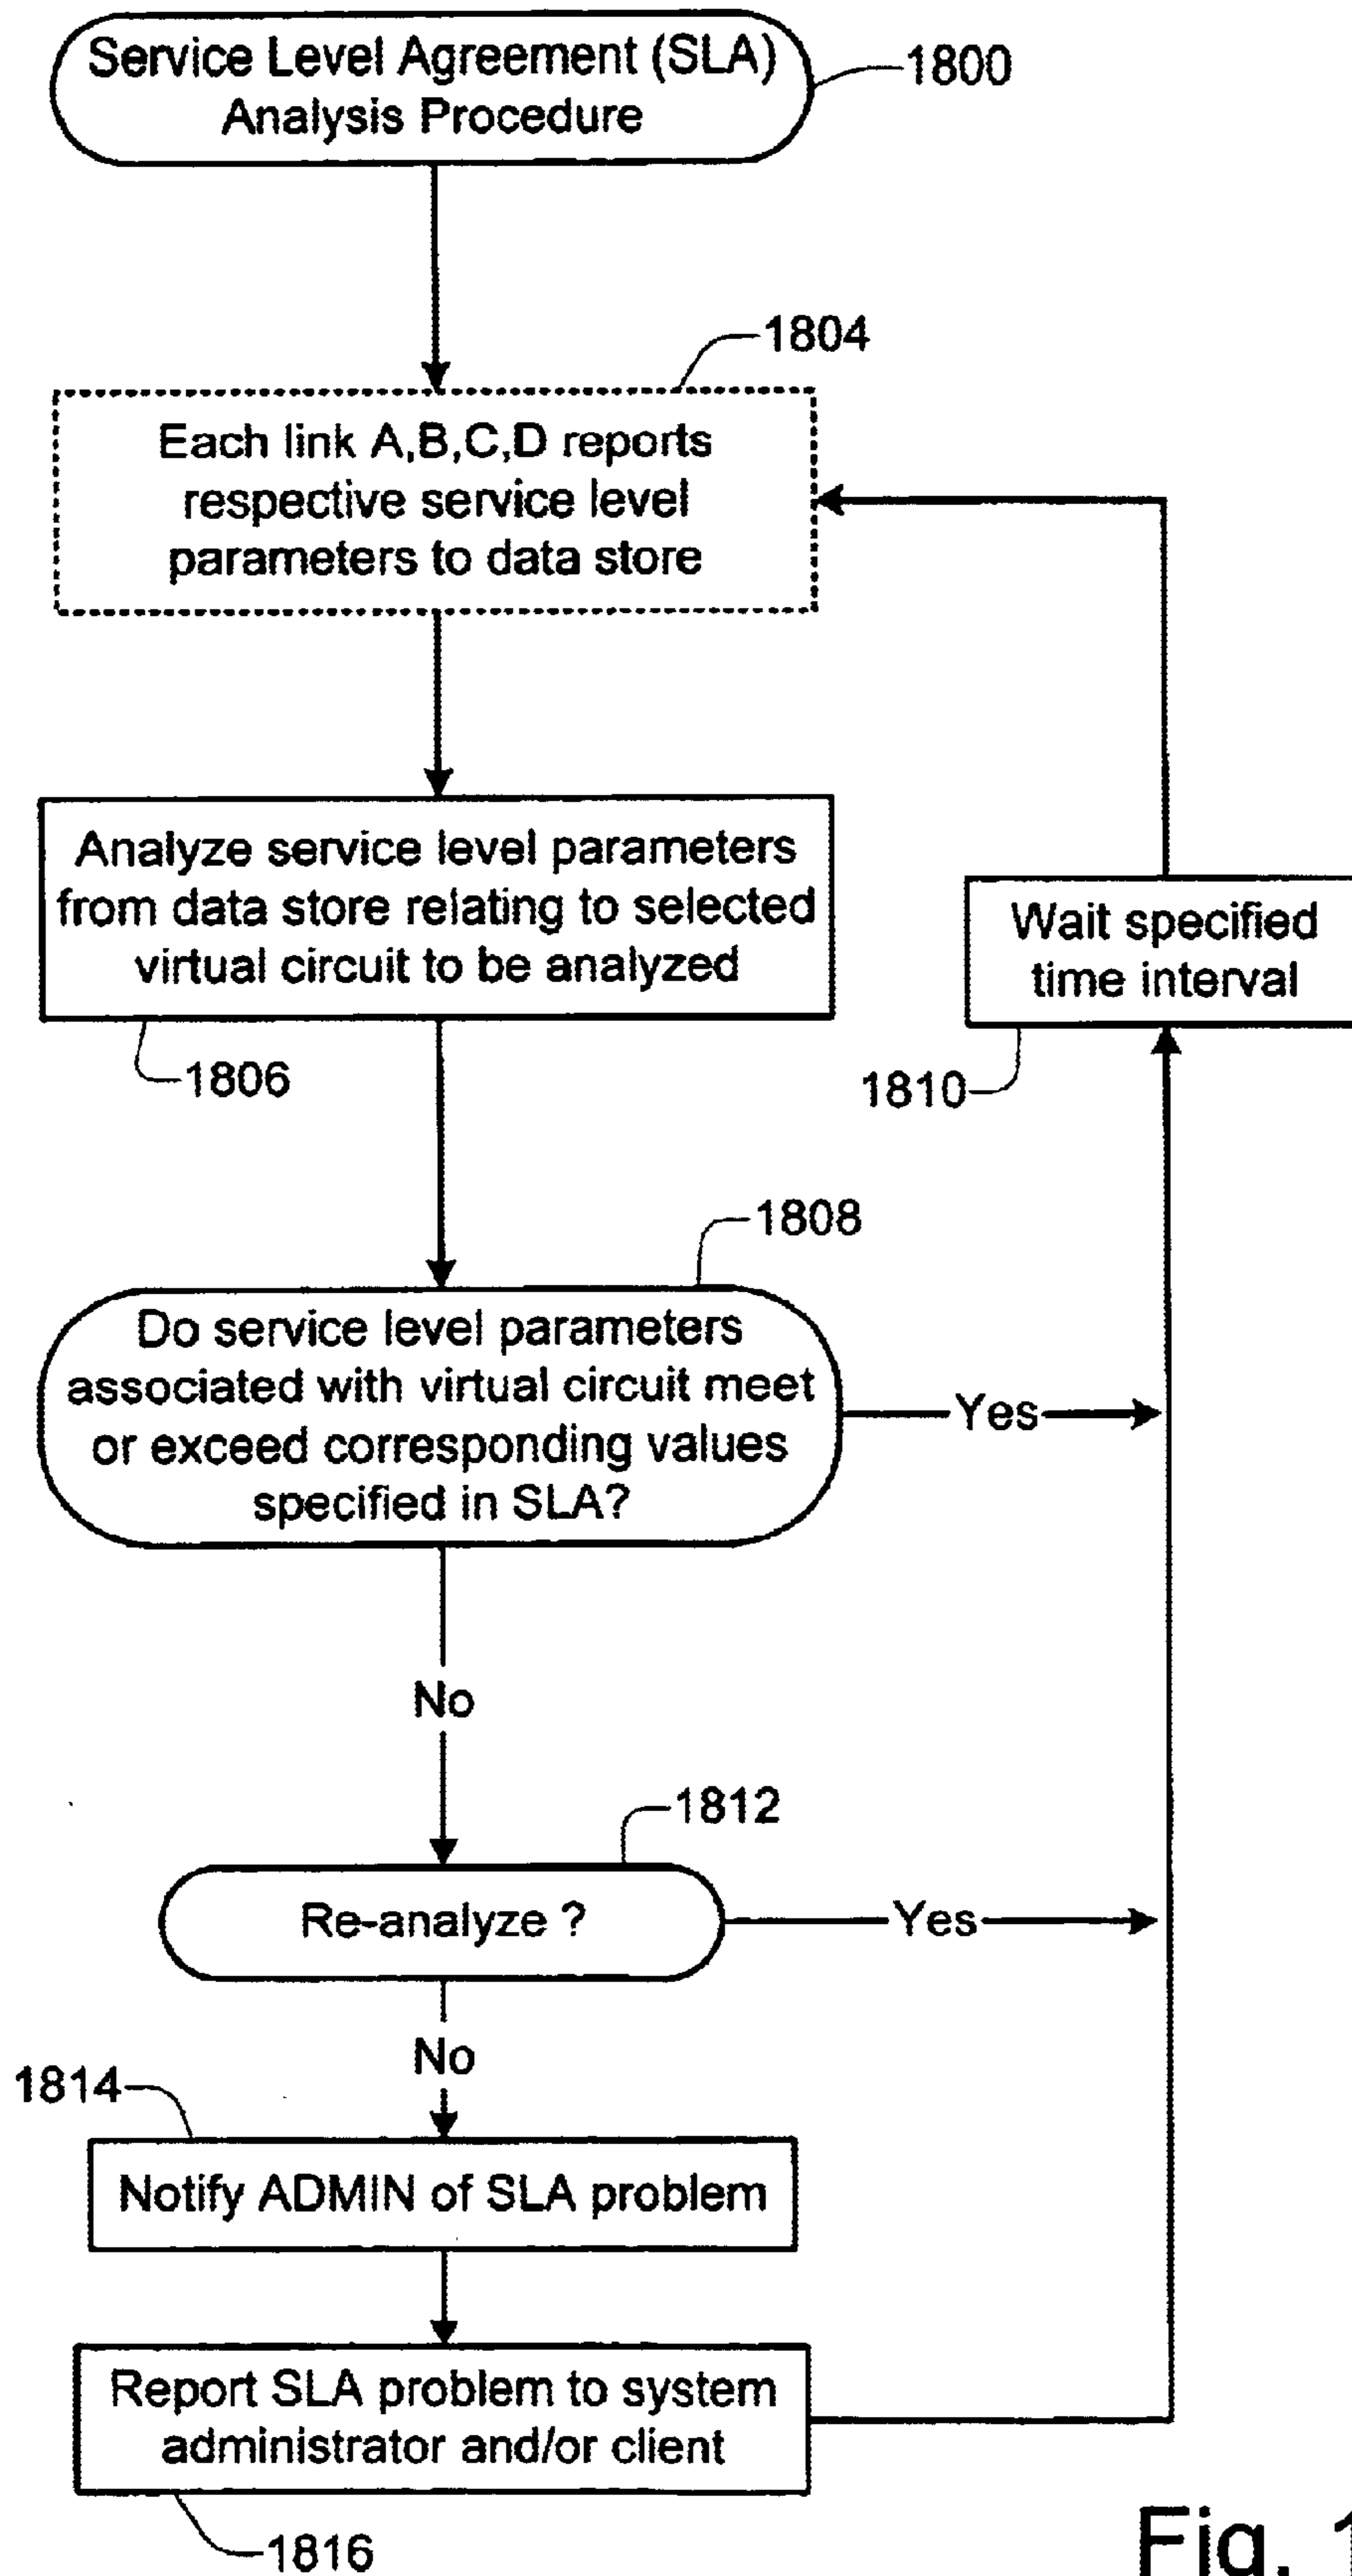 Service Level Agreement (SLA)
Analysis Procedure
1800
1804
Each link A,B,C,D reports
respective service level
parameters to data store
Analyze service level parameters
from data store relating to selected
virtual circuit to be analyzed
1806
Wait specified
time interval
1810
1808
Do service level parameters
associated with virtual circuit meet
or exceed corresponding values
specified in SLA?
Yes
No
1812
Re-analyze ?
Yes
No
1814
Notify ADMIN of SLA problem
Report SLA problem to system
administrator and/or client
1816
Fig.